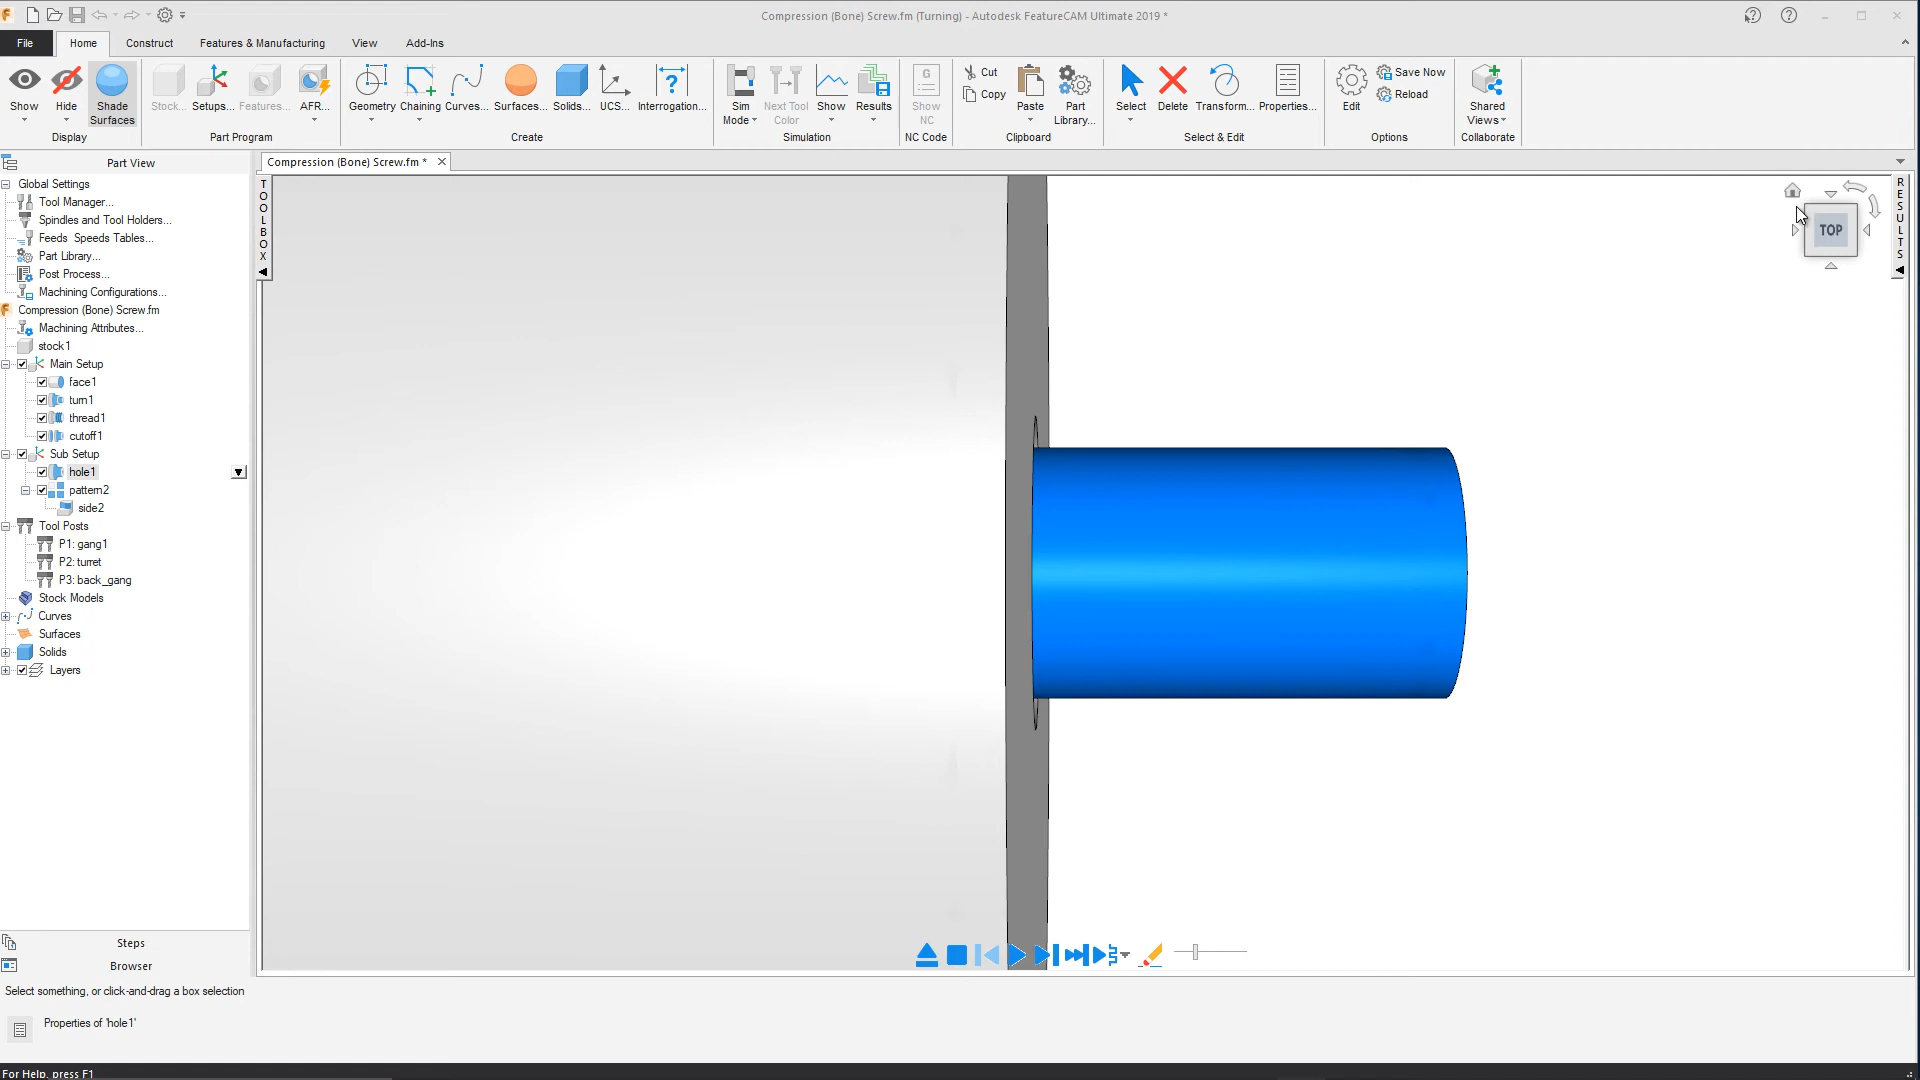 Compression (Bone) Screw.fm (Turning) - Autodesk FeatureCAM Ultimate 2019 *
File
Home
Construct
Features & Manufacturing
View
Add-Ins
Show
Hide
Shade
Surfaces
Display
Stock...
Setups...
Features...
AFR...
Part Program
Geometry
Chaining
Curves...
Surfaces...
Solids...
UCS...
Interrogation...
Create
Sim
Mode
Next Tool
Color
Show
Results
Simulation
G
N
Show
NC
NC Code
Cut
Copy
Paste
Part
Library...
Clipboard
Select
Delete
Transform...
Properties...
Select & Edit
Edit
Save Now
Reload
Options
Shared
Views
Collaborate
Part View
Compression (Bone) Screw.fm *
Global Settings
Tool Manager...
Spindles and Tool Holders...
Feeds Speeds Tables...
Part Library...
Post Process...
Machining Configurations...
Compression (Bone) Screw.fm
Machining Attributes...
stock1
Main Setup
face1
turn1
thread1
cutoff1
Sub Setup
hole1
pattern2
side2
Tool Posts
P1: gang1
P2: turret
P3: back_gang
Stock Models
Curves
Surfaces
Solids
Layers
TOOLBOX
TOP
RESULTS
Steps
Browser
Select something, or click-and-drag a box selection
Properties of 'hole1'
For Help, press F1